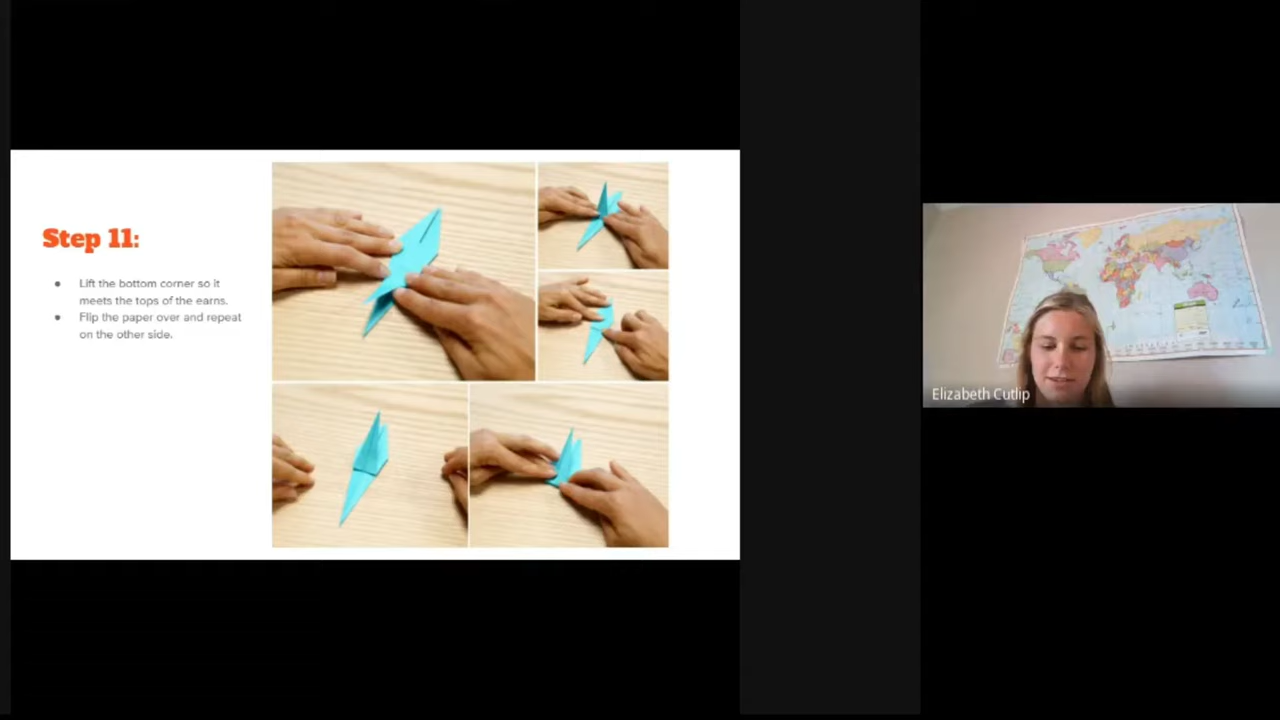 Step 11:
● Lift the bottom corner so it
meets the tops of the earns.
● Flip the paper over and repeat
on the other side.
Elizabeth Cutlip